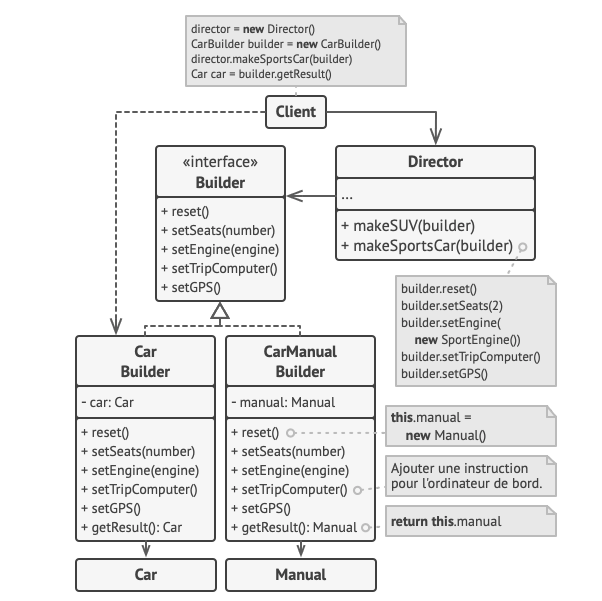 director = new Director()
CarBuilder builder = new CarBuilder()
director.makeSportsCar(builder)
Car car = builder.getResult()
Client
«interface»
Builder
+ reset()
+ setSeats(number)
+ setEngine(engine)
+ setTripComputer()
+ setGPS()
Director
...
+ makeSUV(builder)
+ makeSportsCar(builder)
builder.reset()
builder.setSeats(2)
builder.setEngine(
new SportEngine())
builder.setTripComputer()
builder.setGPS()
Car
Builder
- car: Car
+ reset()
+ setSeats(number)
+ setEngine(engine)
+ setTripComputer()
+ setGPS()
+ getResult(): Car
CarManual
Builder
- manual: Manual
+ reset()
+ setSeats(number)
+ setEngine(engine)
+ setTripComputer()
+ setGPS()
+ getResult(): Manual
this.manual =
new Manual()
Ajouter une instruction
pour l'ordinateur de bord.
return this.manual
Car
Manual